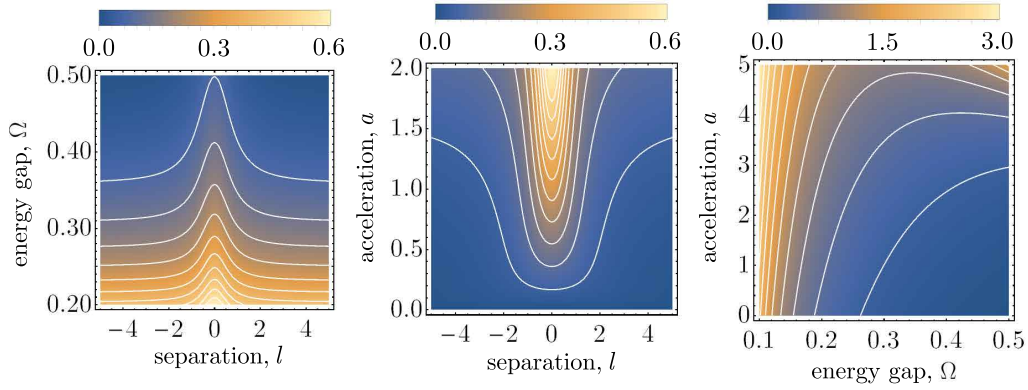 0.0 0.3 0.6
0.50
0.40
0.30
0.20
energy gap, Ω
−4 −2 0 2 4
separation, l
0.0 0.3 0.6
2.0
1.5
1.0
0.5
0.0
acceleration, a
−4 −2 0 2 4
separation, l
0.0 1.5 3.0
5
4
3
2
1
0
acceleration, a
0.1 0.2 0.3 0.4 0.5
energy gap, Ω